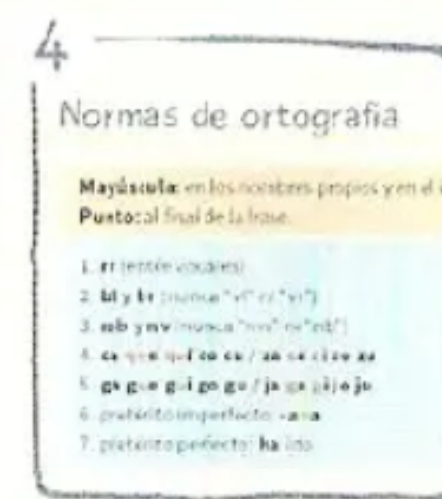 4
Normas de ortografía
Mayúscula: en los nombres propios y en el
Punto: al final de la frase.
1. rr (entre vocales)
2. bl y br (nunca "vl" ni "vr")
3. mb y nv (nunca "nb"
4. ca que qui co cu / za ce ci zo zu
5. ga gue gui go gu / ja ge gi jo ju
6. pretérito imperfecto: -aba
7. pretérito perfecto: ha ido